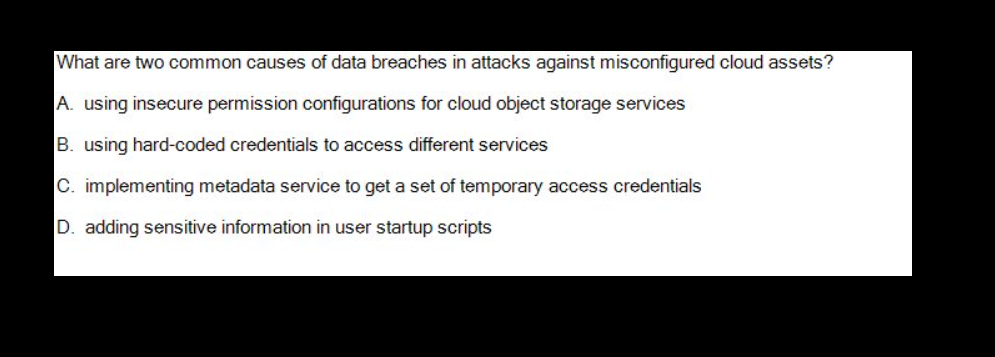 What are two common causes of data breaches in attacks against misconfigured cloud assets?
A. using insecure permission configurations for cloud object storage services
B. using hard-coded credentials to access different services
C. implementing metadata service to get a set of temporary access credentials
D. adding sensitive information in user startup scripts